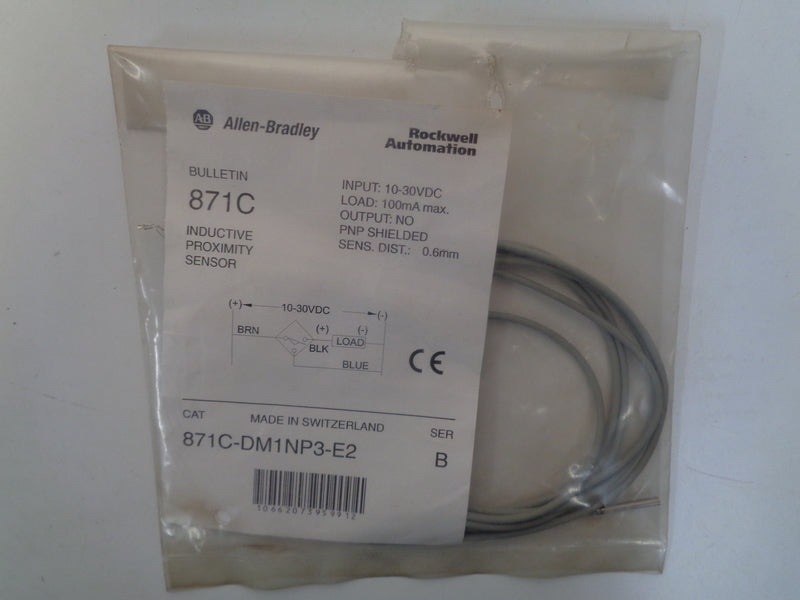 AB Allen-Bradley
Rockwell
Automation
BULLETIN
871C
INDUCTIVE
PROXIMITY
SENSOR
INPUT: 10-30VDC
LOAD: 100mA max.
OUTPUT: NO
PNP SHIELDED
SENS. DIST.: 0.6mm
(+) 10-30VDC (-)
BRN (+) (-)
BLK LOAD
BLUE
CE
CAT MADE IN SWITZERLAND SER
871C-DM1NP3-E2 B
10662073959912